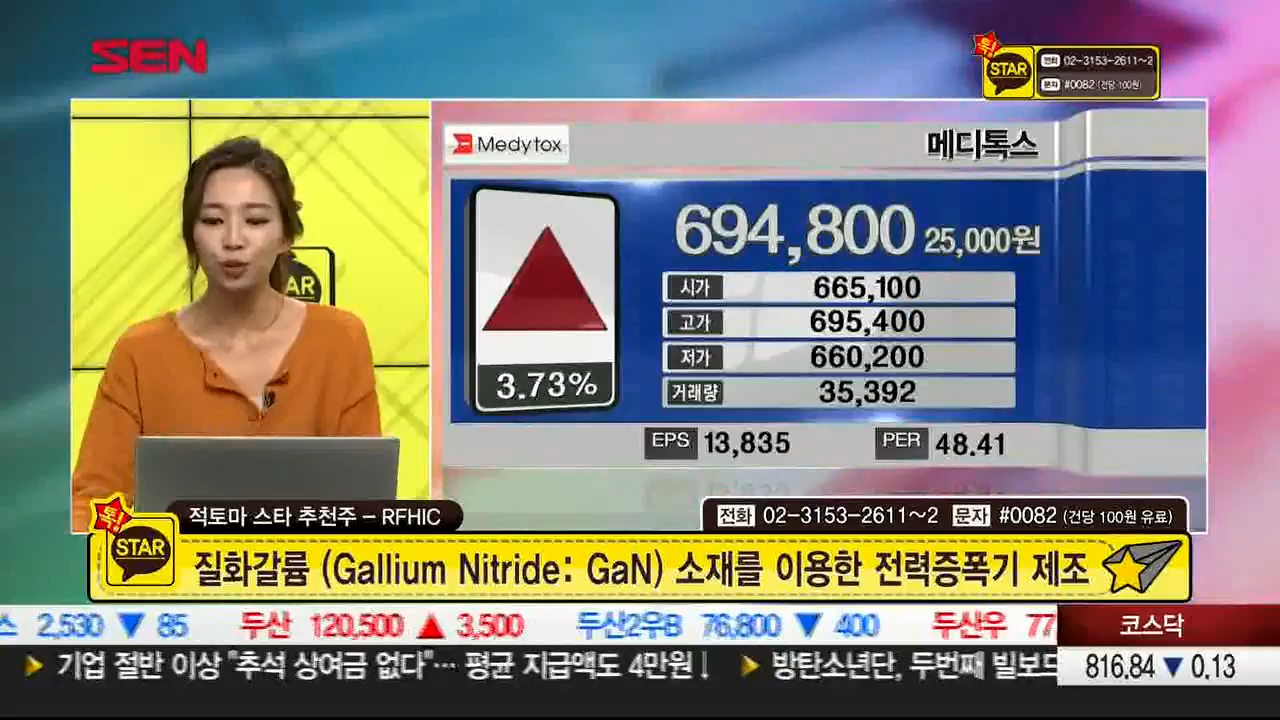 SEN
톡!
STAR
전화 02-3153-2611~2
문자 #0082 (건당 100원)
Medytox
메디톡스
694,800 25,000원
3.73%
시가 665,100
고가 695,400
저가 660,200
거래량 35,392
EPS 13,835
PER 48.41
AR
적토마 스타 추천주 - RFHIC
전화 02-3153-2611~2 문자 #0082 (건당 100원 유료)
톡!
STAR
질화갈륨 (Gallium Nitride: GaN) 소재를 이용한 전력증폭기 제조
스 2,530 ▼ 85 두산 120,500 ▲ 3,500 두산2우B 76,800 ▼ 400 두산우 77
코스닥
기업 절반 이상 "추석 상여금 없다"… 평균 지급액도 4만원↓ 방탄소년단, 두번째 빌보드
816.84 ▼ 0.13